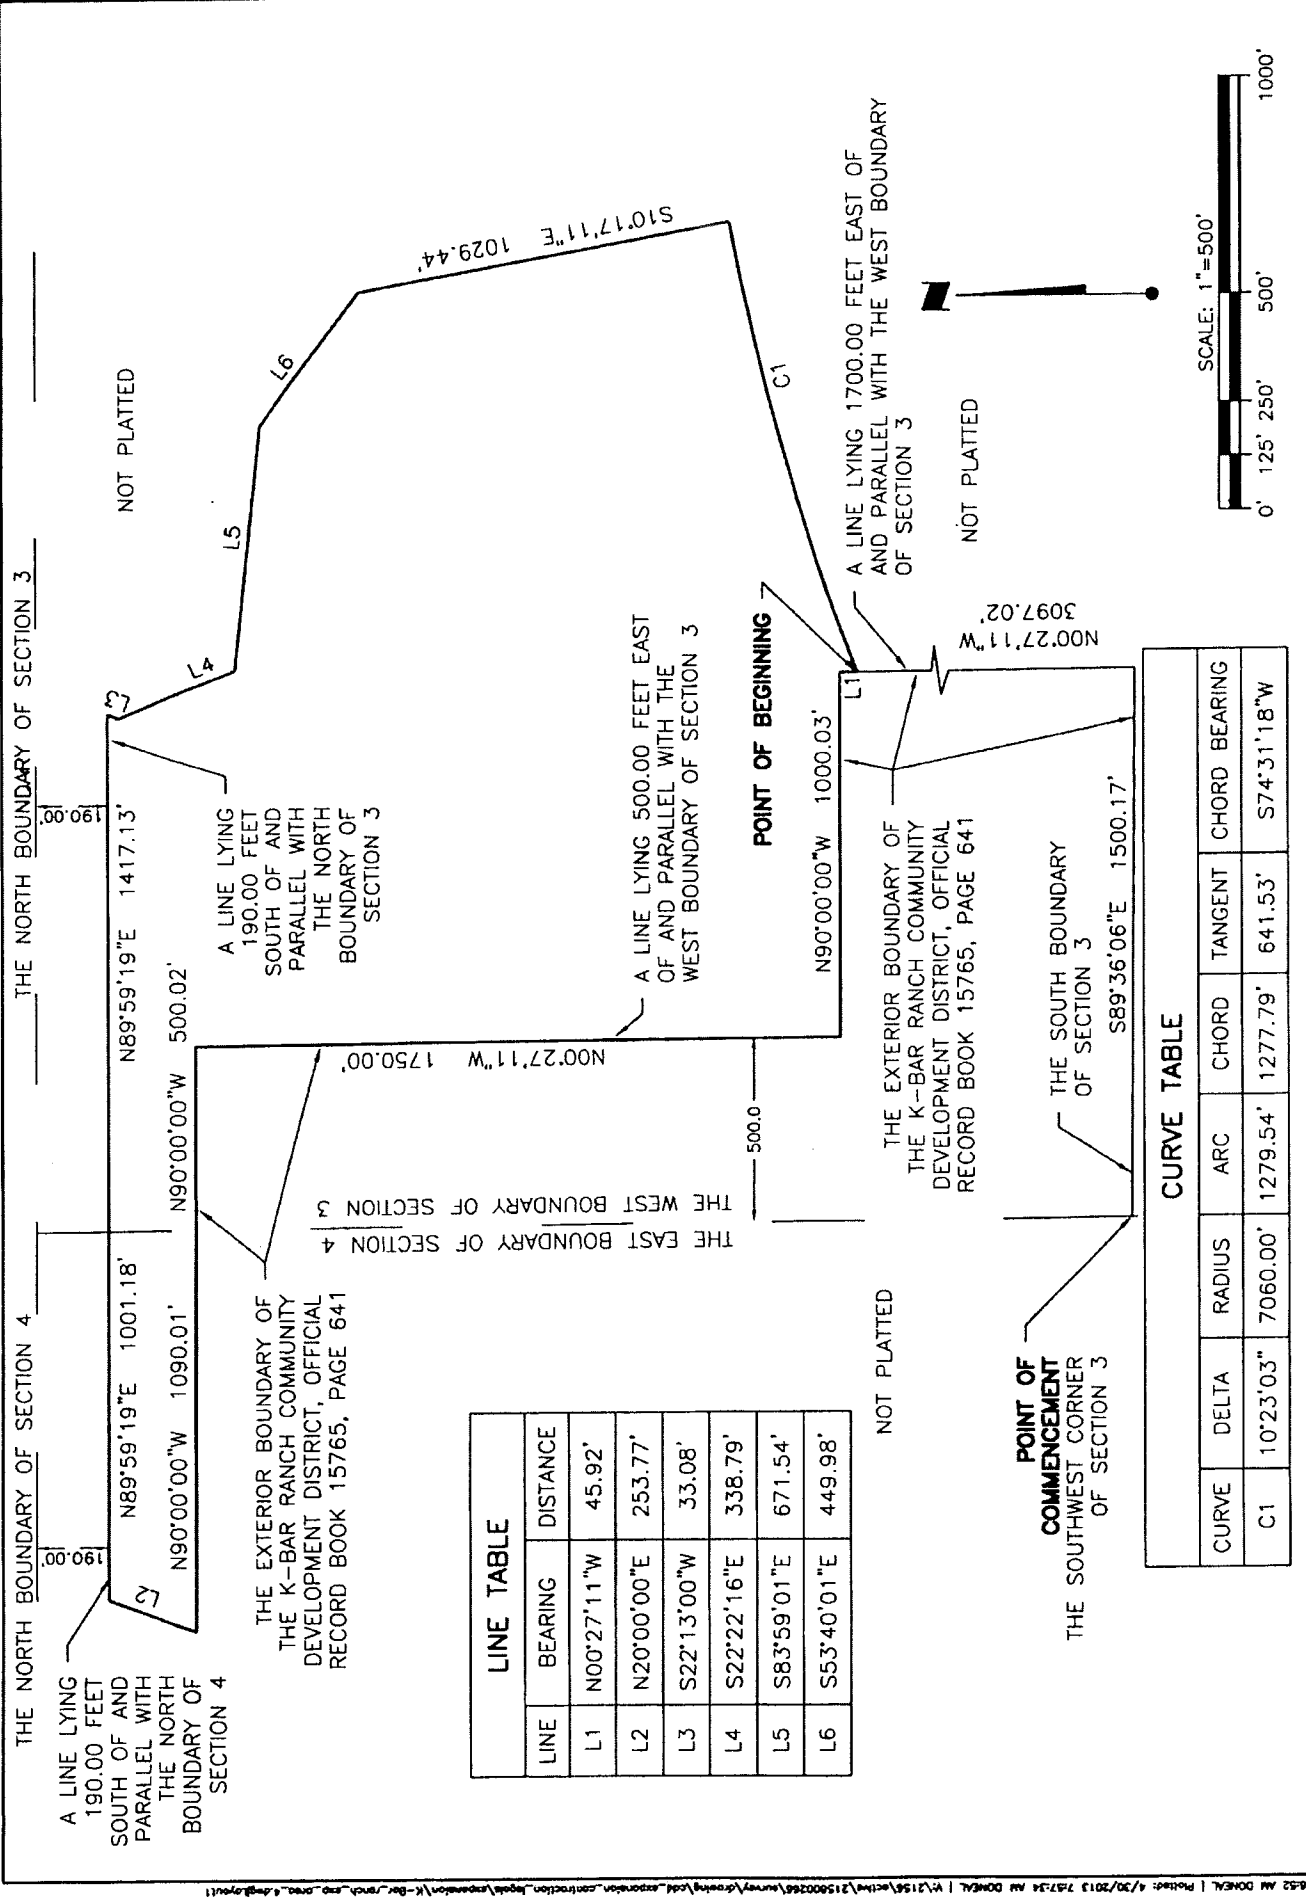 THE NORTH BOUNDARY OF SECTION 4
THE NORTH BOUNDARY OF SECTION 3
A LINE LYING
190.00 FEET
SOUTH OF AND
PARALLEL WITH
THE NORTH
BOUNDARY OF
SECTION 4
190.00'
190.00'
N89°59'19"E 1001.18'
N89°59'19"E 1417.13'
L2
N90°00'00"W 1090.01'
N90°00'00"W 500.02'
L3
L4
L5
L6
NOT PLATTED
A LINE LYING
190.00 FEET
SOUTH OF AND
PARALLEL WITH
THE NORTH
BOUNDARY OF
SECTION 3
S10°17'11"E 1029.44'
THE EXTERIOR BOUNDARY OF
THE K-BAR RANCH COMMUNITY
DEVELOPMENT DISTRICT, OFFICIAL
RECORD BOOK 15765, PAGE 641
THE EAST BOUNDARY OF SECTION 4
THE WEST BOUNDARY OF SECTION 3
N00°27'11"W 1750.00'
A LINE LYING 500.00 FEET EAST
OF AND PARALLEL WITH THE
WEST BOUNDARY OF SECTION 3
500.0
POINT OF BEGINNING
N90°00'00"W 1000.03'
L1
C1
A LINE LYING 1700.00 FEET EAST OF
AND PARALLEL WITH THE WEST BOUNDARY
OF SECTION 3
NOT PLATTED
NOT PLATTED
THE EXTERIOR BOUNDARY OF
THE K-BAR RANCH COMMUNITY
DEVELOPMENT DISTRICT, OFFICIAL
RECORD BOOK 15765, PAGE 641
N00°27'11"W
3097.02'
THE SOUTH BOUNDARY
OF SECTION 3
S89°36'06"E 1500.17'
POINT OF
COMMENCEMENT
THE SOUTHWEST CORNER
OF SECTION 3
LINE TABLE
LINE BEARING DISTANCE
L1 N00°27'11"W 45.92'
L2 N20°00'00"E 253.77'
L3 S22°13'00"W 33.08'
L4 S22°22'16"E 338.79'
L5 S83°59'01"E 671.54'
L6 S53°40'01"E 449.98'
CURVE TABLE
CURVE DELTA RADIUS ARC CHORD TANGENT CHORD BEARING
C1 10°23'03" 7060.00' 1279.54' 1277.79' 641.53' S74°31'18"W
N
SCALE: 1"=500'
0' 125' 250' 500' 1000'